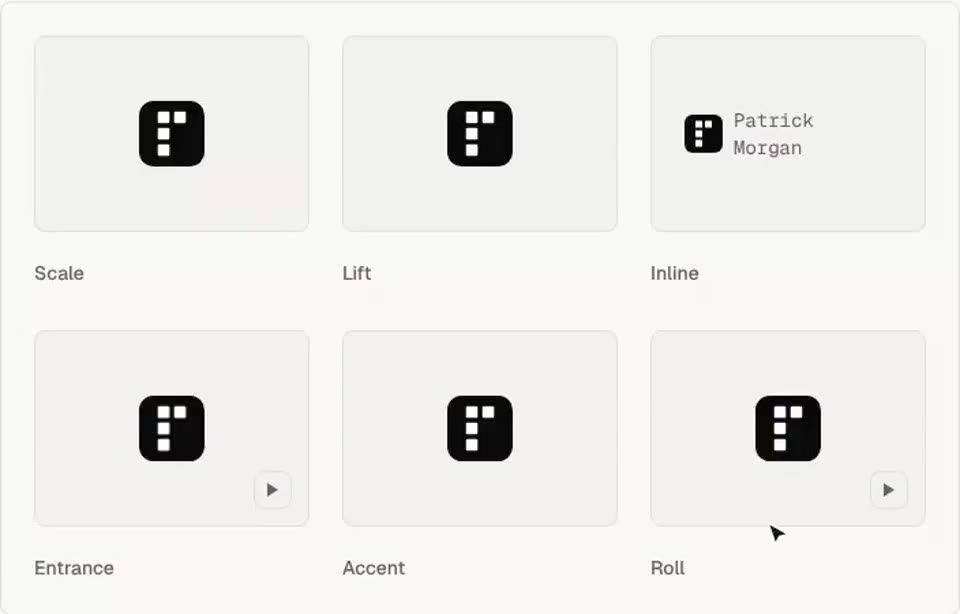 Patrick
Morgan
Scale
Lift
Inline
Entrance
Accent
Roll